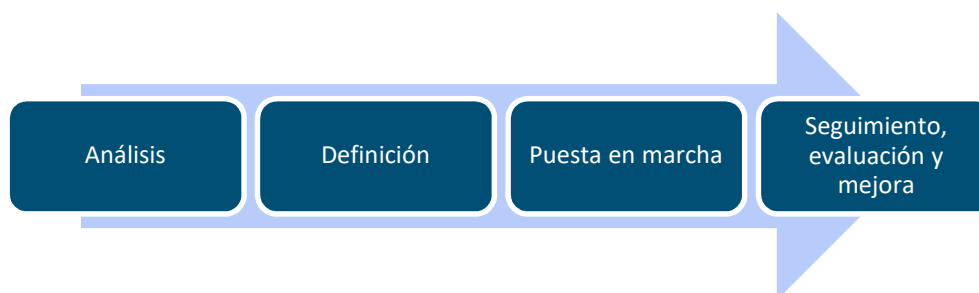 Análisis
Definición
Puesta en marcha
Seguimiento,
evaluación y
mejora